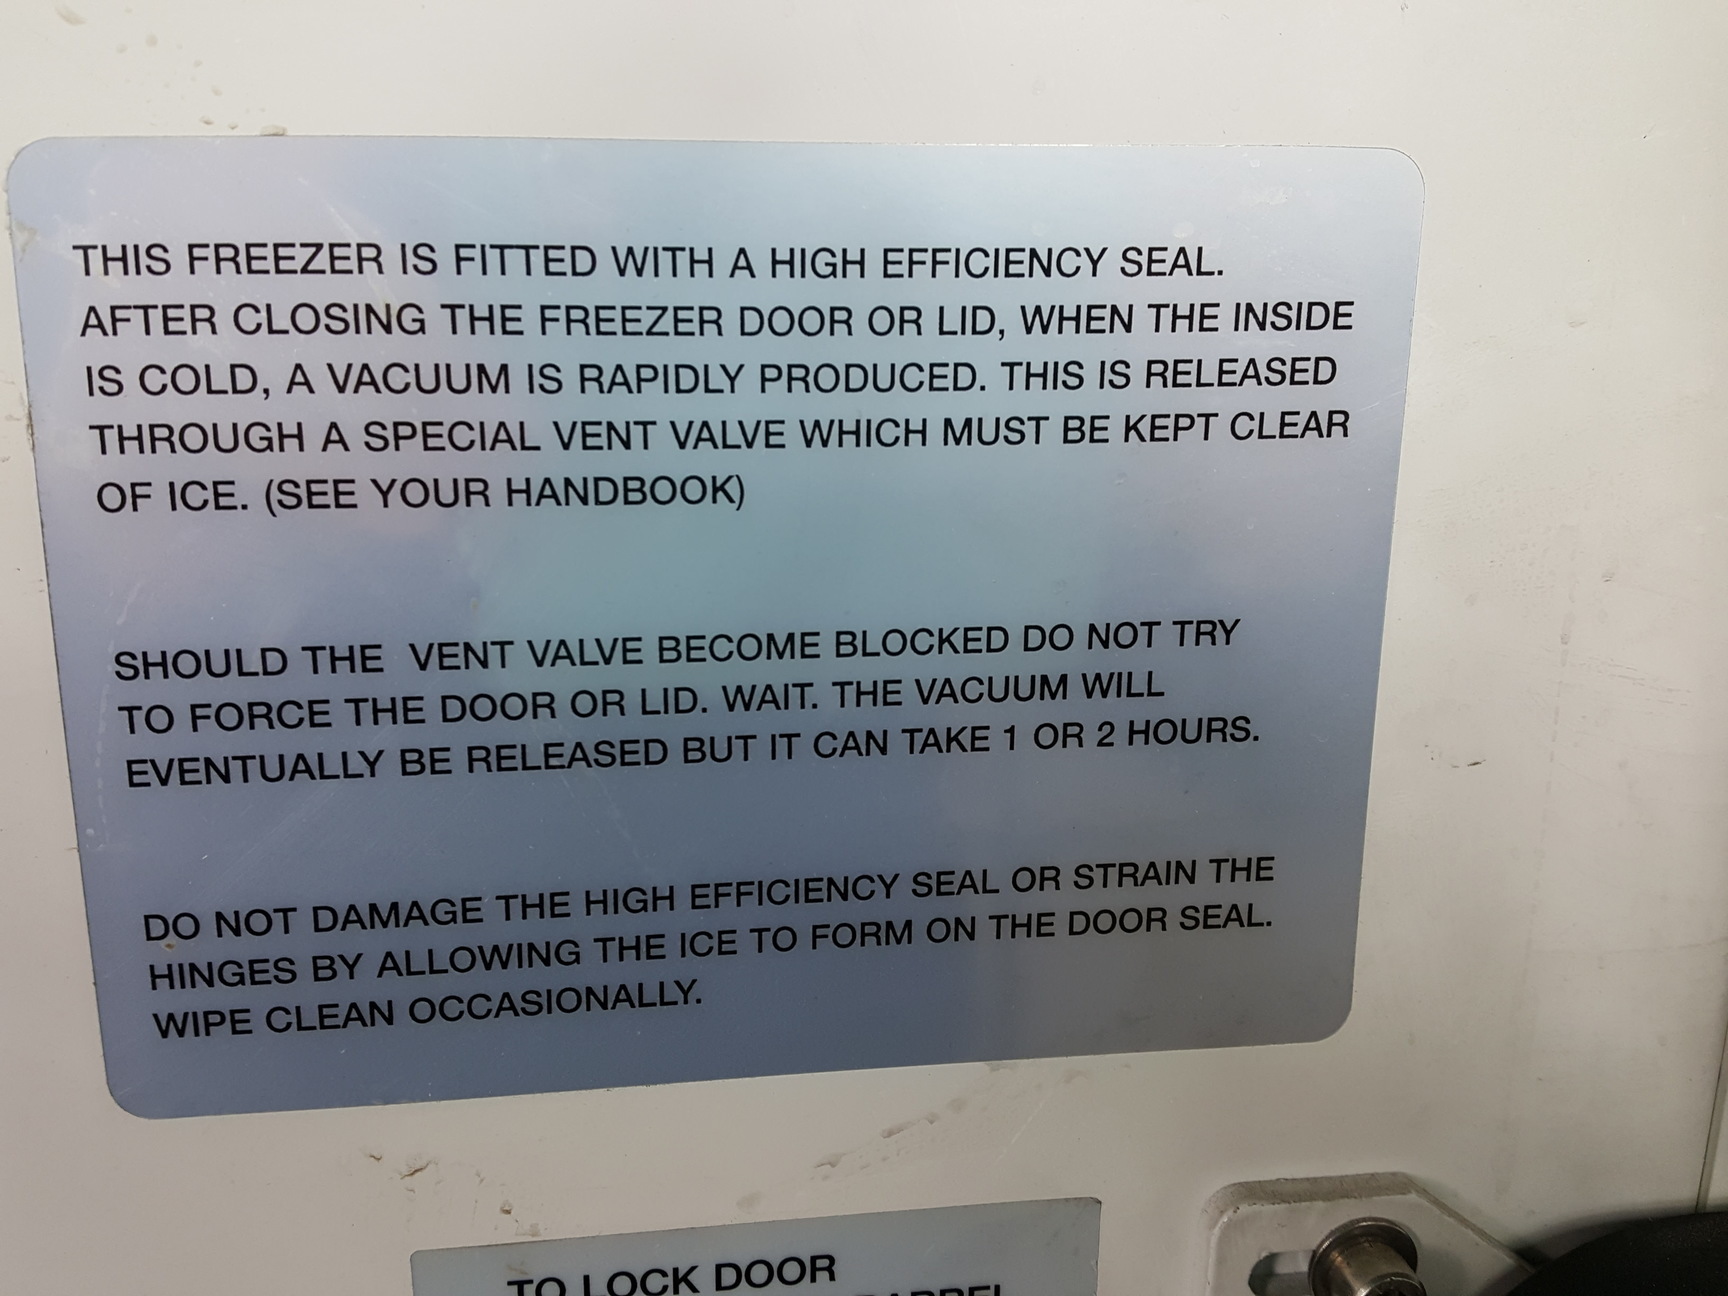 THIS FREEZER IS FITTED WITH A HIGH EFFICIENCY SEAL.
AFTER CLOSING THE FREEZER DOOR OR LID, WHEN THE INSIDE
IS COLD, A VACUUM IS RAPIDLY PRODUCED. THIS IS RELEASED
THROUGH A SPECIAL VENT VALVE WHICH MUST BE KEPT CLEAR
OF ICE. (SEE YOUR HANDBOOK)
SHOULD THE VENT VALVE BECOME BLOCKED DO NOT TRY
TO FORCE THE DOOR OR LID. WAIT. THE VACUUM WILL
EVENTUALLY BE RELEASED BUT IT CAN TAKE 1 OR 2 HOURS.
DO NOT DAMAGE THE HIGH EFFICIENCY SEAL OR STRAIN THE
HINGES BY ALLOWING THE ICE TO FORM ON THE DOOR SEAL.
WIPE CLEAN OCCASIONALLY.
TO LOCK DOOR